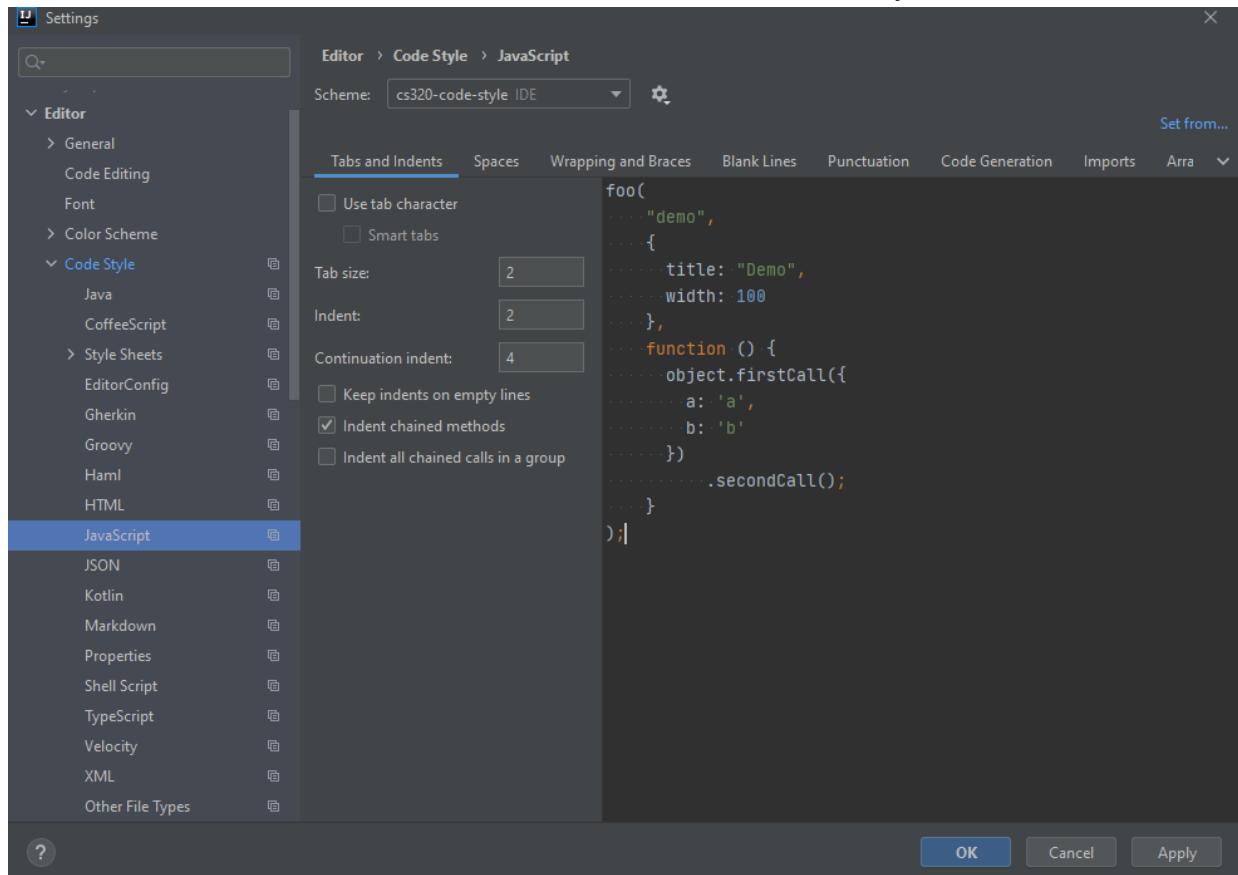 IJ Settings
Editor > Code Style > JavaScript
Scheme: cs320-code-style IDE
Set from...
Editor
General
Code Editing
Font
Color Scheme
Code Style
Java
CoffeeScript
Style Sheets
EditorConfig
Gherkin
Groovy
Haml
HTML
JavaScript
JSON
Kotlin
Markdown
Properties
Shell Script
TypeScript
Velocity
XML
Other File Types
Tabs and Indents Spaces Wrapping and Braces Blank Lines Punctuation Code Generation Imports Arra
Use tab character
Smart tabs
Tab size: 2
Indent: 2
Continuation indent: 4
Keep indents on empty lines
Indent chained methods
Indent all chained calls in a group
foo(
    "demo",
    {
      title: "Demo",
      width: 100
    },
    function () {
      object.firstCall({
        a: 'a',
        b: 'b'
      })
          .secondCall();
    }
);
? OK Cancel Apply